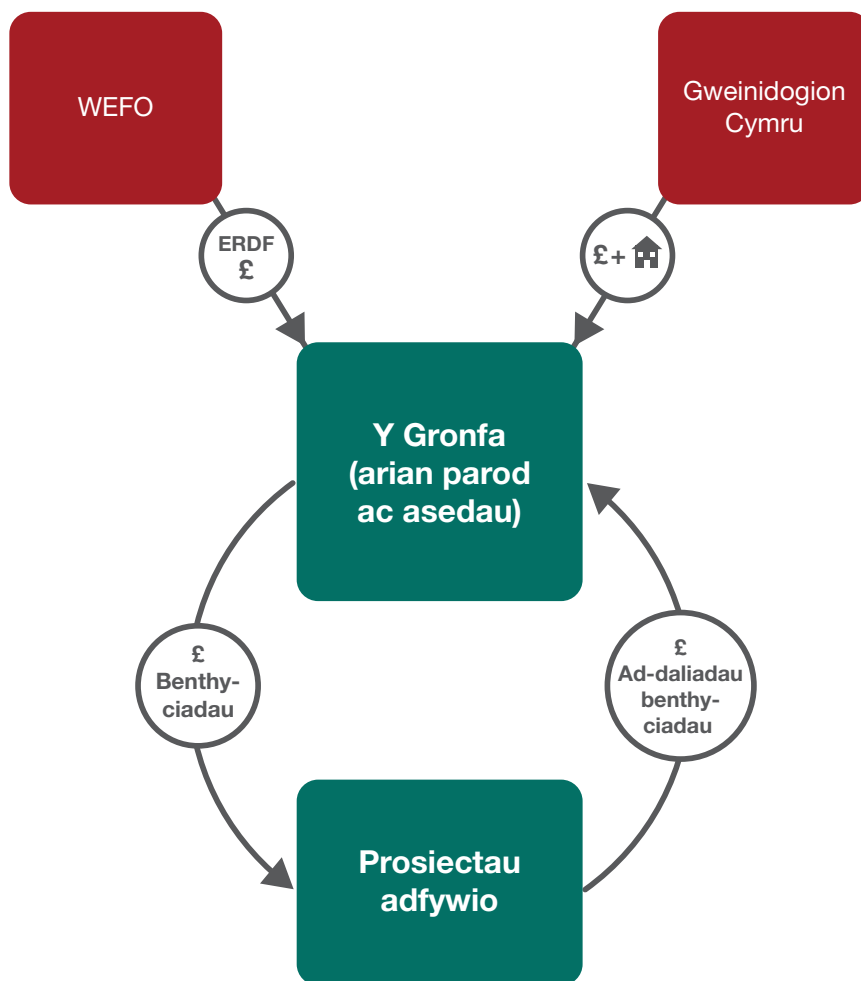 WEFO
Gweinidogion
Cymru
ERDF
£
£+
Y Gronfa
(arian parod
ac asedau)
£
Benthy-
ciadau
£
Ad-daliadau
benthy-
ciadau
Prosiectau
adfywio